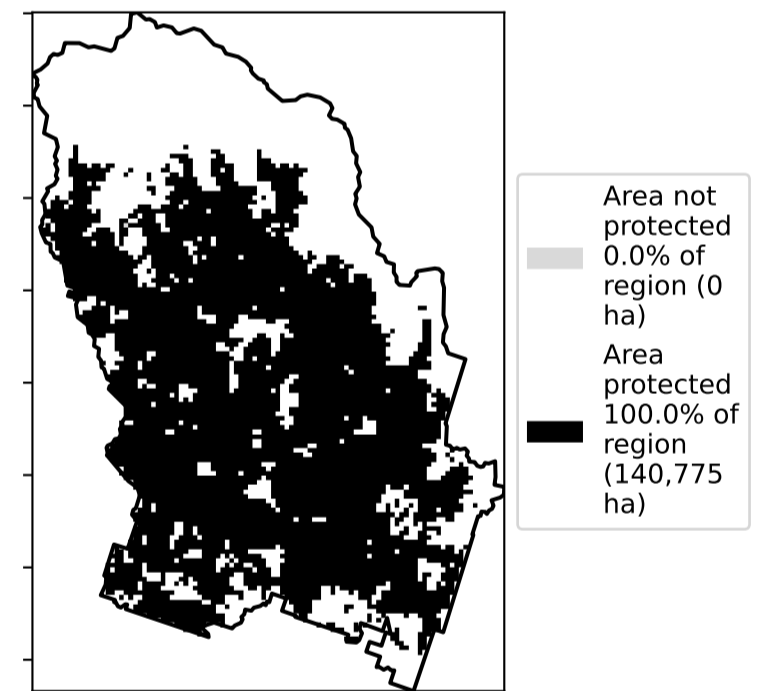 Area not
protected
0.0% of
region (0
ha)
Area
protected
100.0% of
region
(140,775
ha)